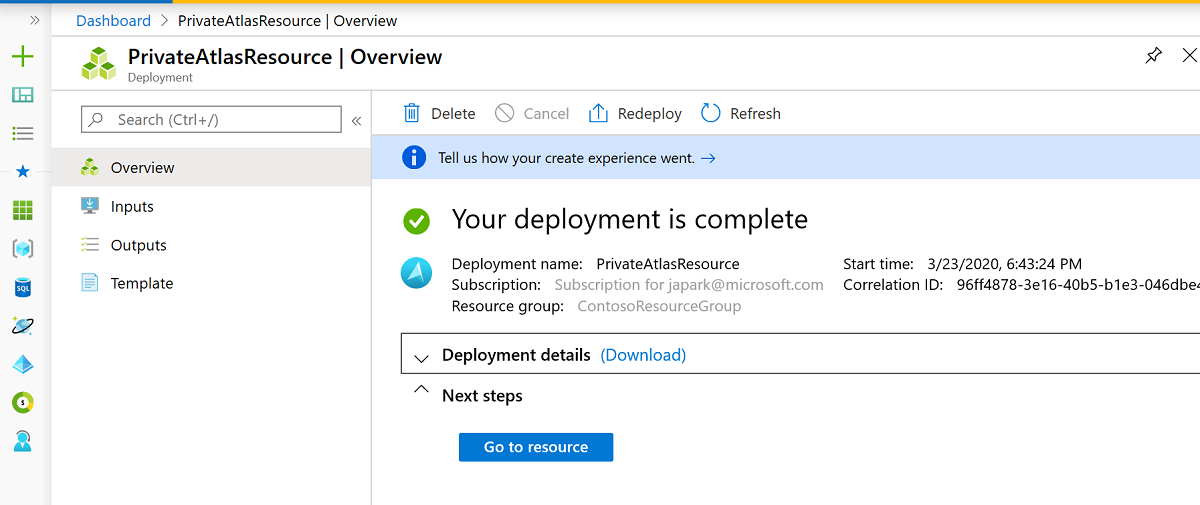 Dashboard > PrivateAtlasResource | Overview
PrivateAtlasResource | Overview
Deployment
Search (Ctrl+/)
Overview
Inputs
Outputs
Template
Delete Cancel Redeploy Refresh
Tell us how your create experience went. →
Your deployment is complete
Deployment name: PrivateAtlasResource
Subscription: Subscription for japark@microsoft.com
Resource group: ContosoResourceGroup
Start time: 3/23/2020, 6:43:24 PM
Correlation ID: 96ff4878-3e16-40b5-b1e3-046dbe4
Deployment details (Download)
Next steps
Go to resource
SQL
$